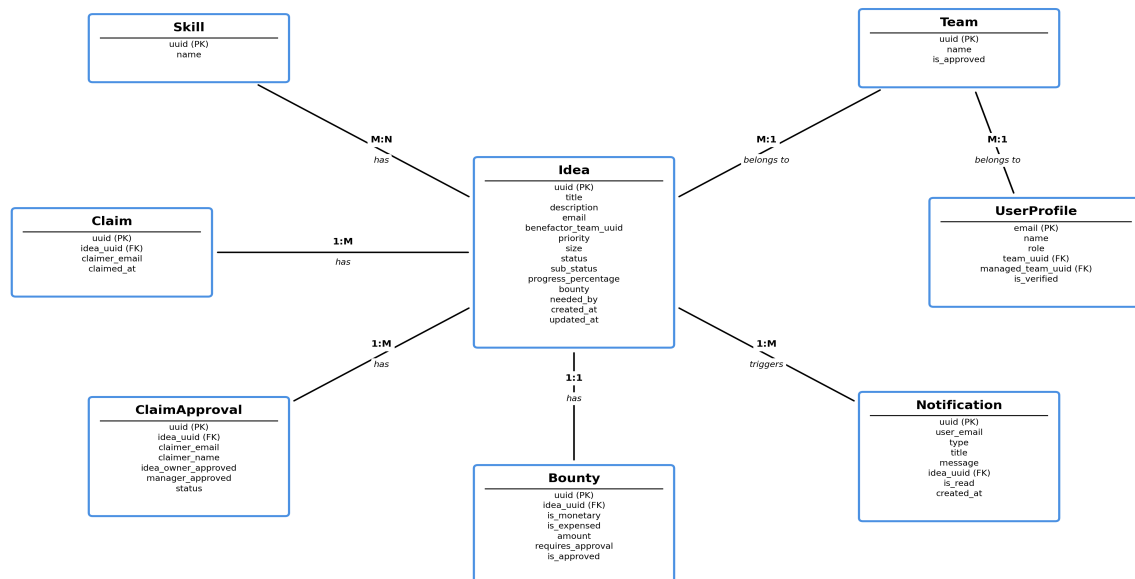 Skill
uuid (PK)
name
Team
uuid (PK)
name
is_approved
M:N
has
M:1
belongs to
M:1
belongs to
Idea
uuid (PK)
title
description
email
benefactor_team_uuid
priority
size
status
sub_status
progress_percentage
bounty
needed_by
created_at
updated_at
Claim
uuid (PK)
idea_uuid (FK)
claimer_email
claimed_at
1:M
has
UserProfile
email (PK)
name
role
team_uuid (FK)
managed_team_uuid (FK)
is_verified
1:M
has
1:1
has
1:M
triggers
ClaimApproval
uuid (PK)
idea_uuid (FK)
claimer_email
claimer_name
idea_owner_approved
manager_approved
status
Bounty
uuid (PK)
idea_uuid (FK)
is_monetary
is_expensed
amount
requires_approval
is_approved
Notification
uuid (PK)
user_email
type
title
message
idea_uuid (FK)
is_read
created_at